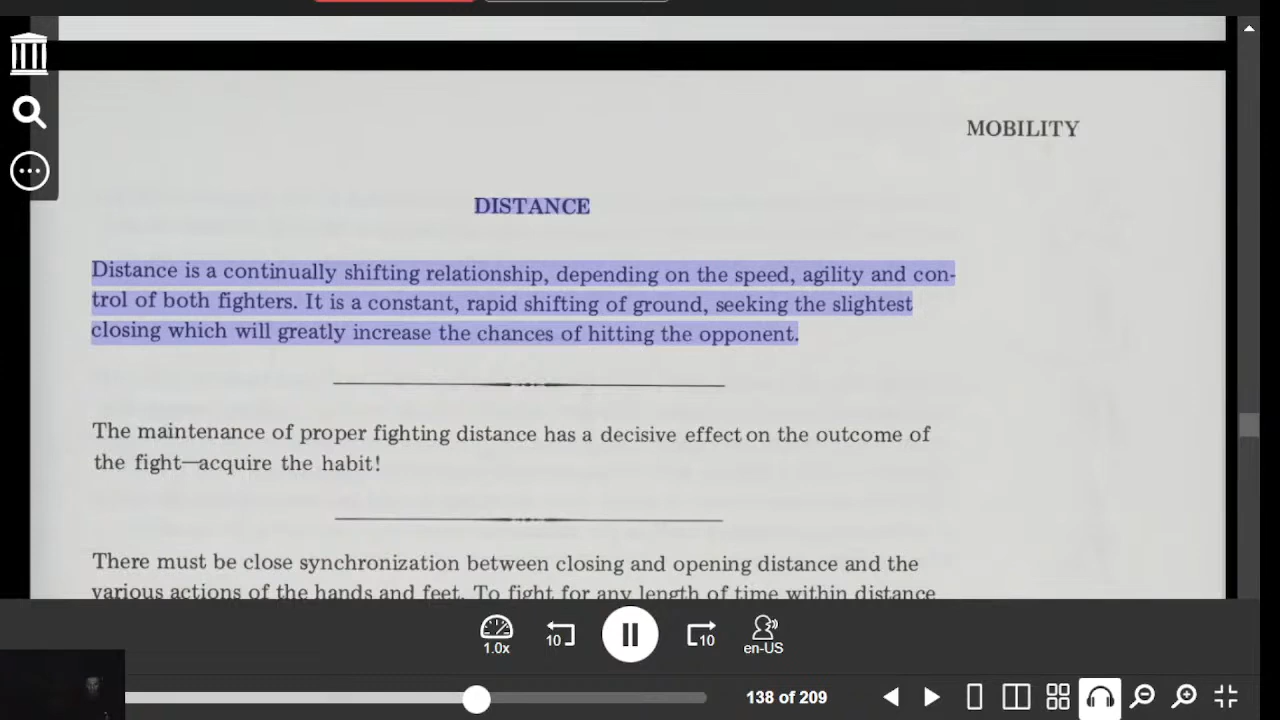 MOBILITY
DISTANCE
Distance is a continually shifting relationship, depending on the speed, agility and con-
trol of both fighters. It is a constant, rapid shifting of ground, seeking the slightest
closing which will greatly increase the chances of hitting the opponent.
The maintenance of proper fighting distance has a decisive effect on the outcome of
the fight—acquire the habit!
There must be close synchronization between closing and opening distance and the
various actions of the hands and feet. To fight for any length of time within distance
10
10
1.0x
en-US
138 of 209